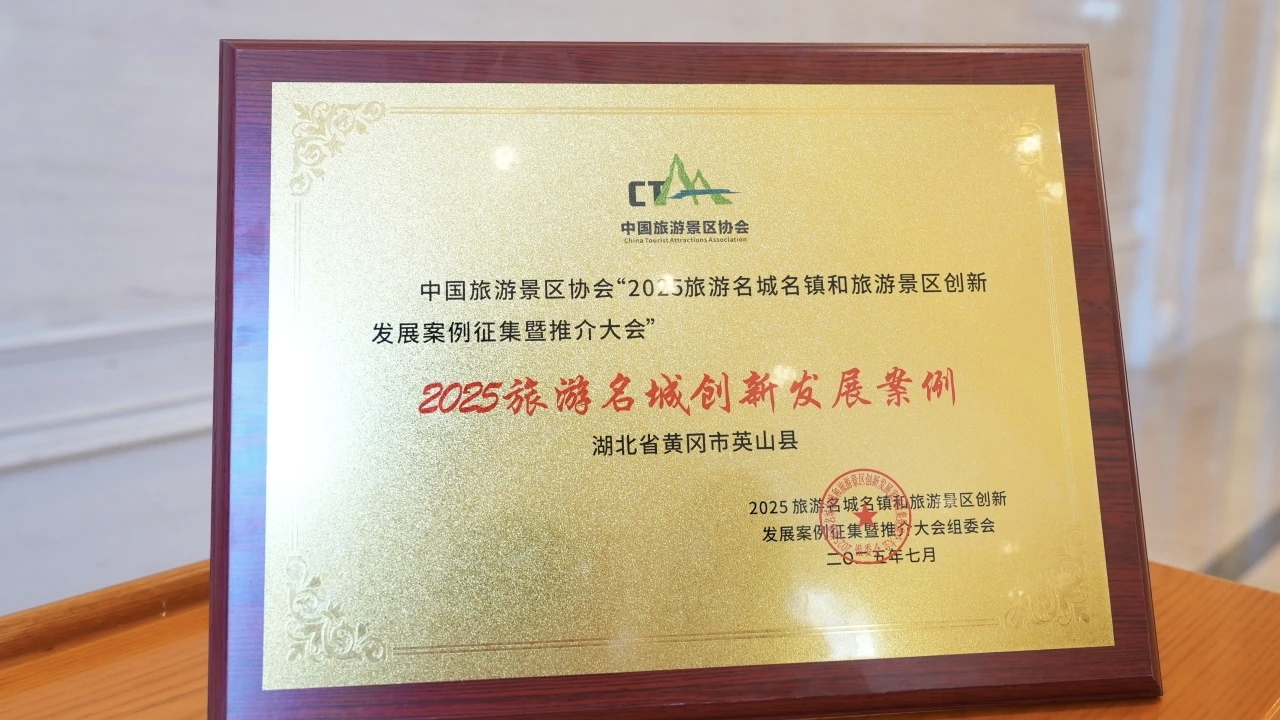 CT
中国旅游景区协会
China Tourist Attractions Association
中国旅游景区协会“2025旅游名城名镇和旅游景区创新
发展案例征集暨推介大会”
2025旅游名城创新发展案例
湖北省黄冈市英山县
2025 旅游名城名镇和旅游景区创新
发展案例征集暨推介大会组委会
二〇二五年七月